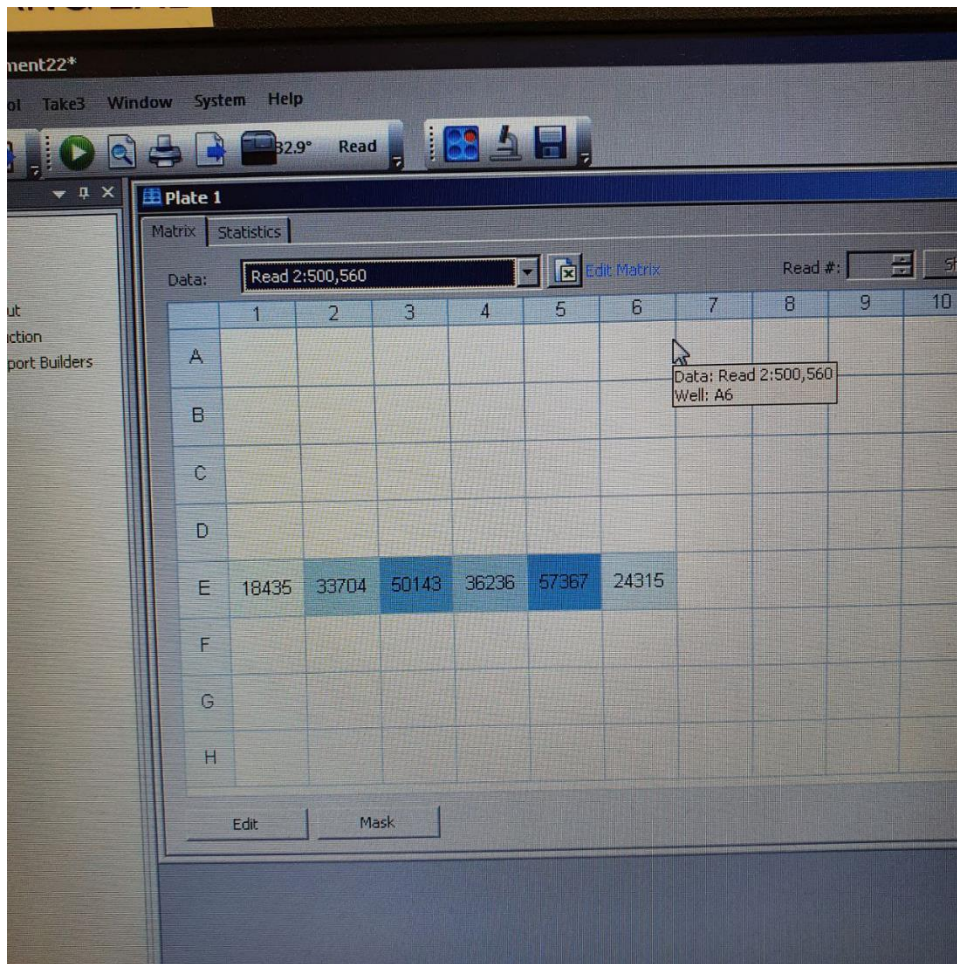 ment22*
Take3 Window System Help
32.9° Read
Plate 1
Matrix Statistics
Data: Read 2:500,560 Edit Matrix Read #:
1 2 3 4 5 6 7 8 9 10
A
Data: Read 2:500,560
Well: A6
B
C
D
E 18435 33704 50143 36236 57367 24315
F
G
H
Edit Mask
ut
ction
port Builders